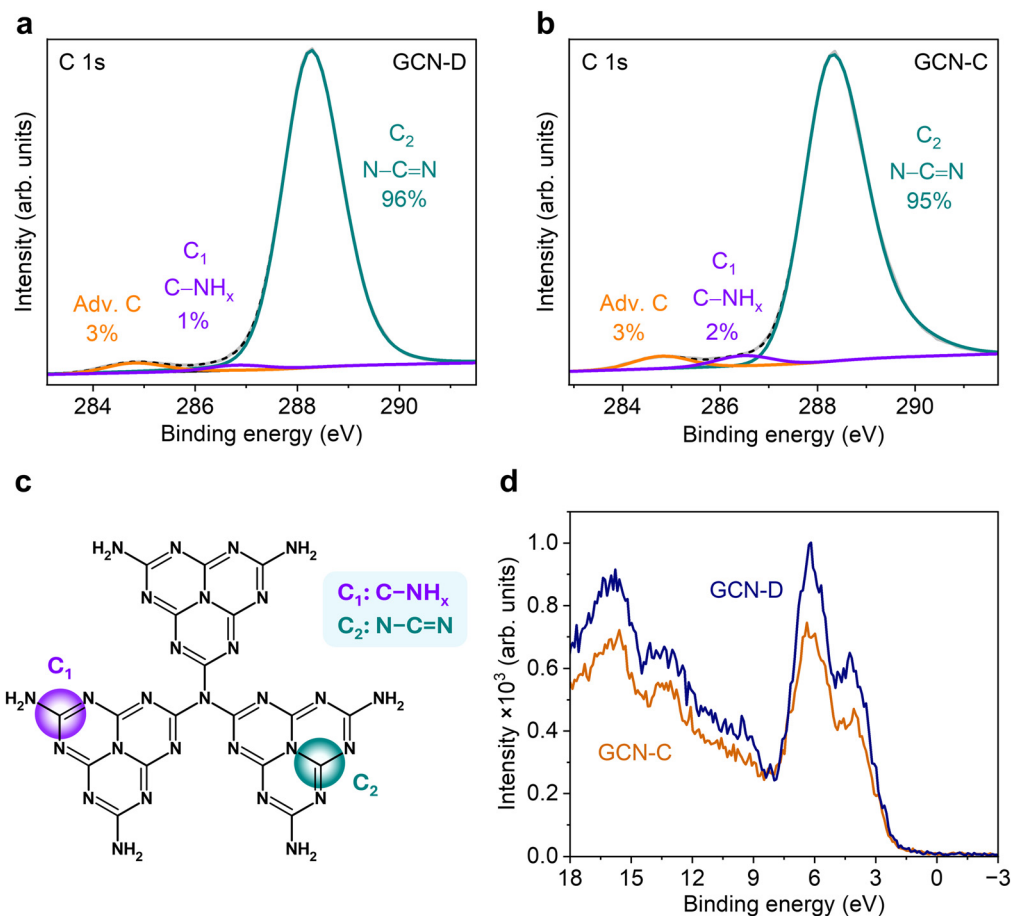 a
C 1s
GCN-D
C₂
N–C=N
96%
C₁
C–NHₓ
1%
Adv. C
3%
Intensity (arb. units)
284 286 288 290
Binding energy (eV)
b
C 1s
GCN-C
C₂
N–C=N
95%
C₁
C–NHₓ
2%
Adv. C
3%
Intensity (arb. units)
284 286 288 290
Binding energy (eV)
c
H₂N N N NH₂
N N N
N N
C₁
C₁: C–NHₓ
C₂: N–C=N
H₂N N N N N N NH₂
N N N N N N
C₂
N N N N
NH₂ NH₂
d
GCN-D
GCN-C
Intensity ×10³ (arb. units)
1.0
0.8
0.6
0.4
0.2
0.0
18 15 12 9 6 3 0 −3
Binding energy (eV)